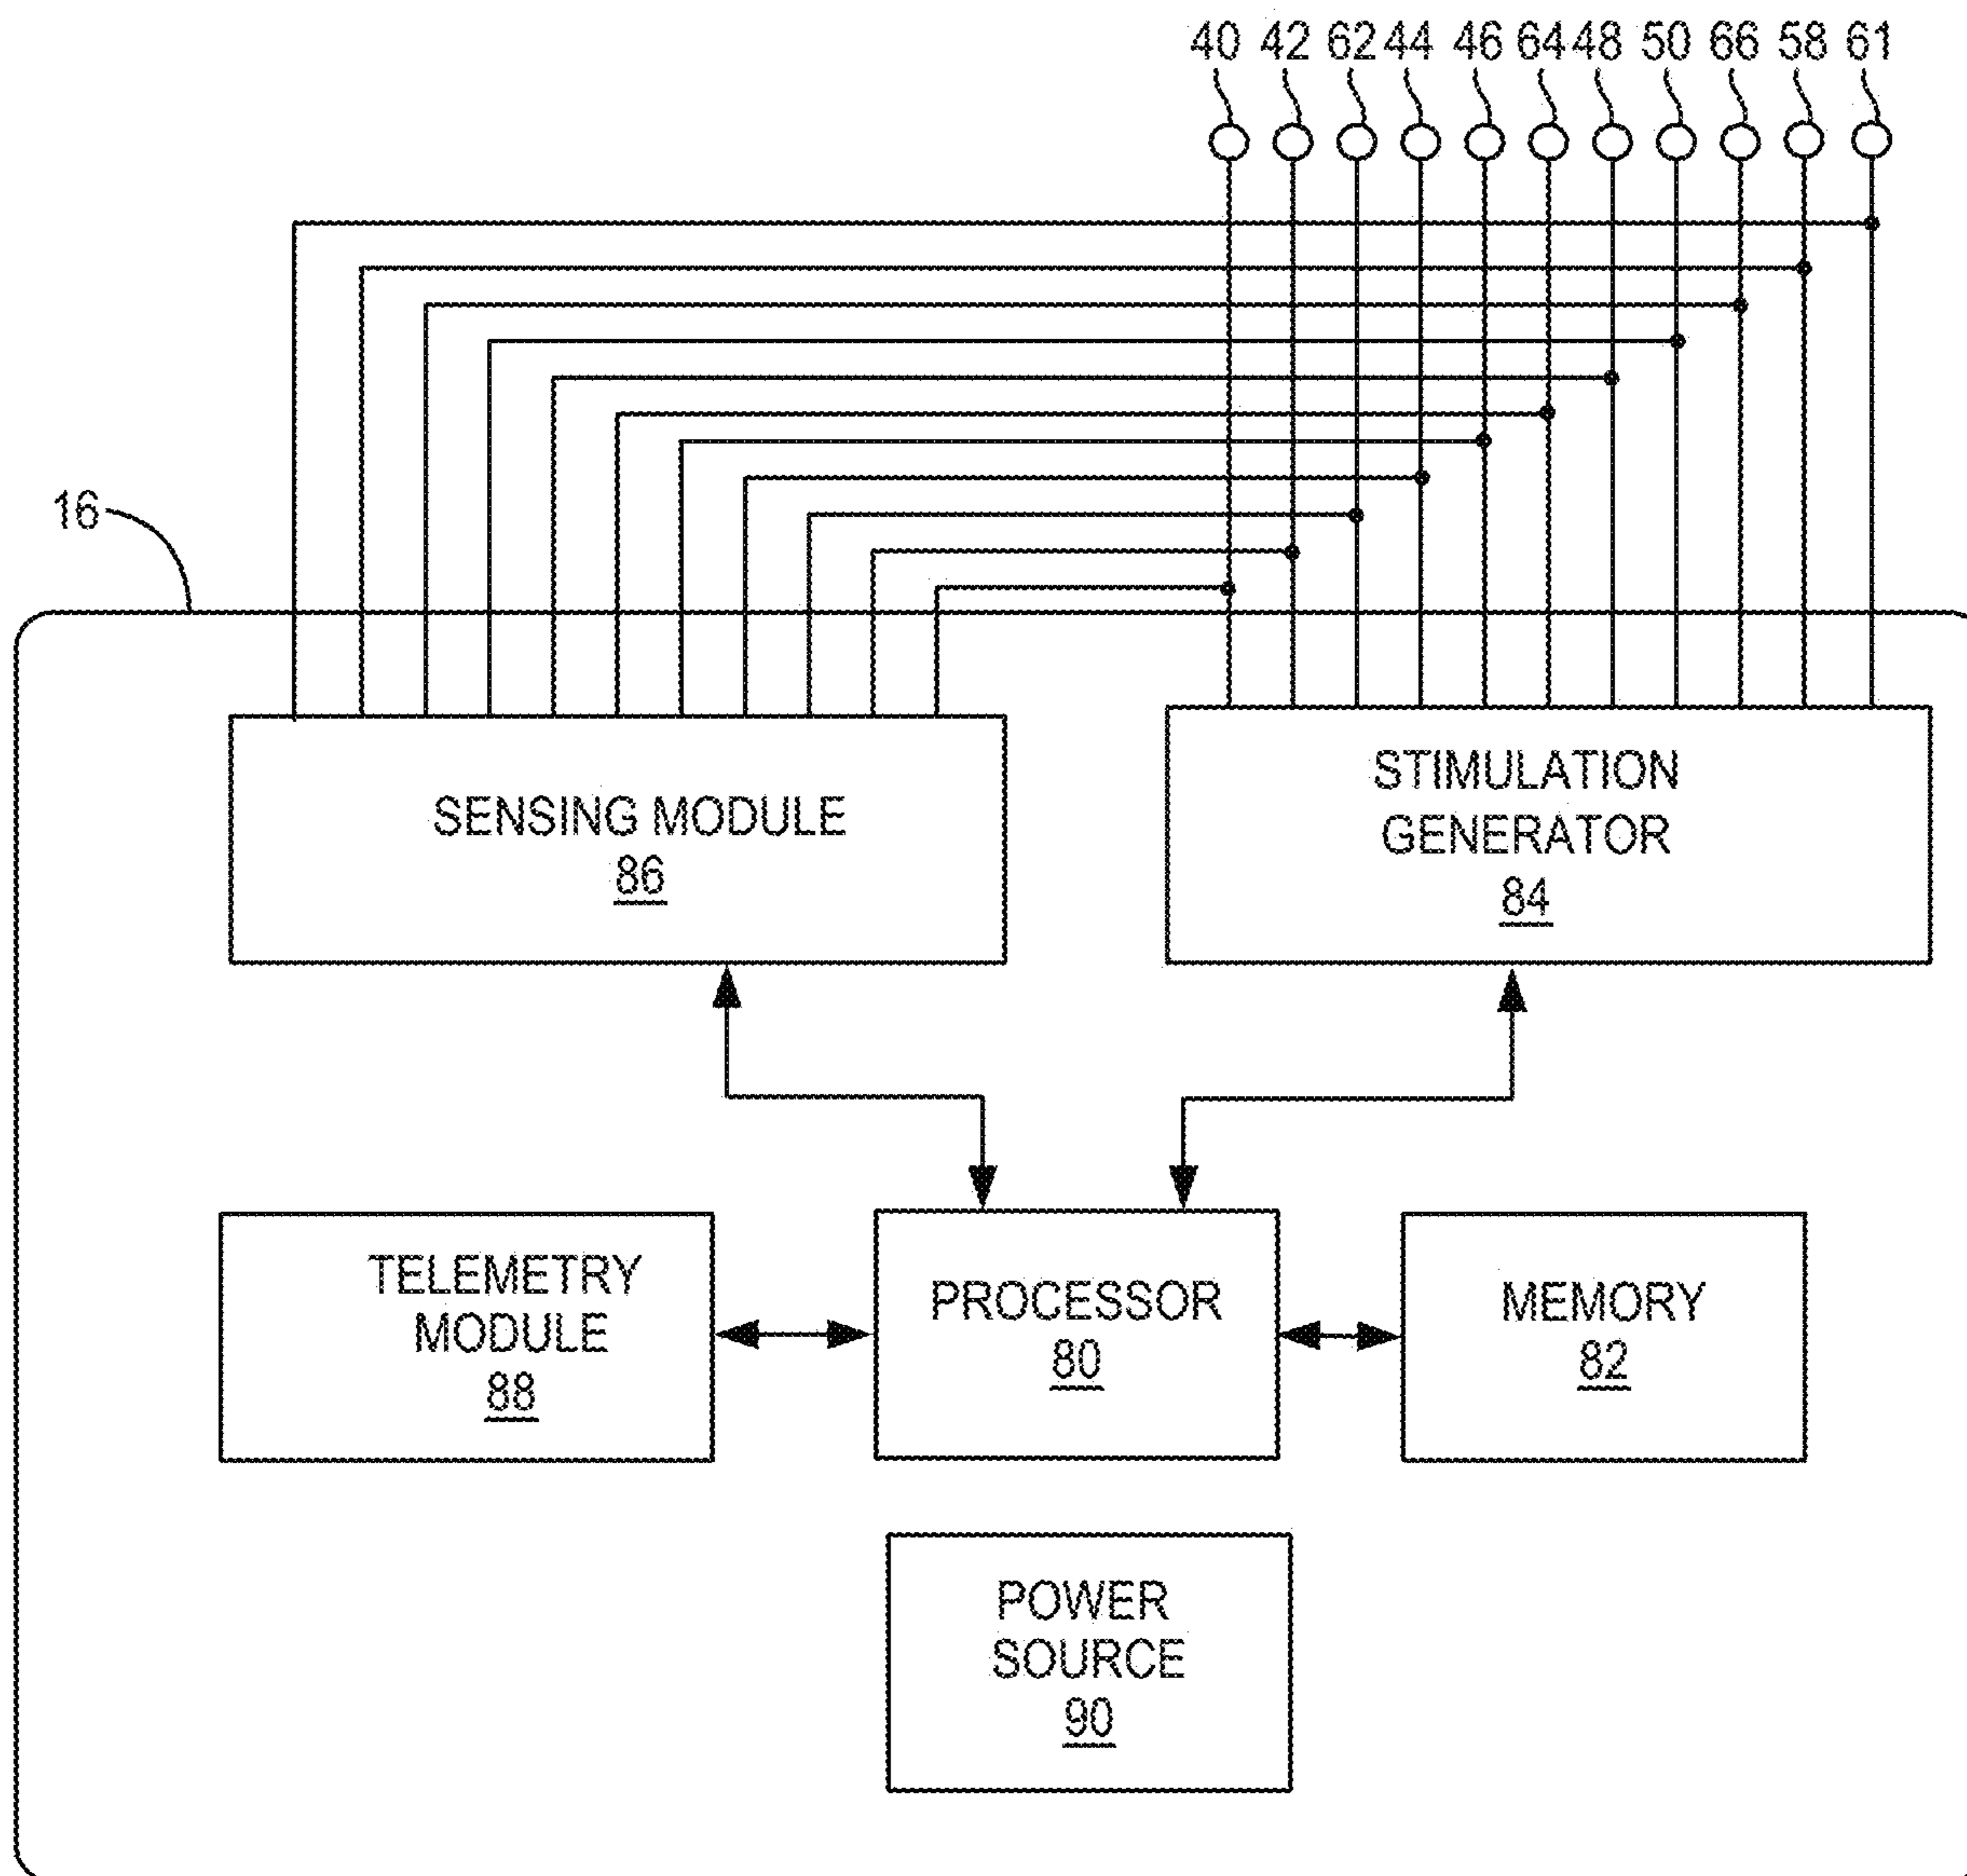 40 42 62 44 46 64 48 50 66 58 61
16
SENSING MODULE
86
STIMULATION
GENERATOR
84
TELEMETRY
MODULE
88
PROCESSOR
80
MEMORY
82
POWER
SOURCE
90